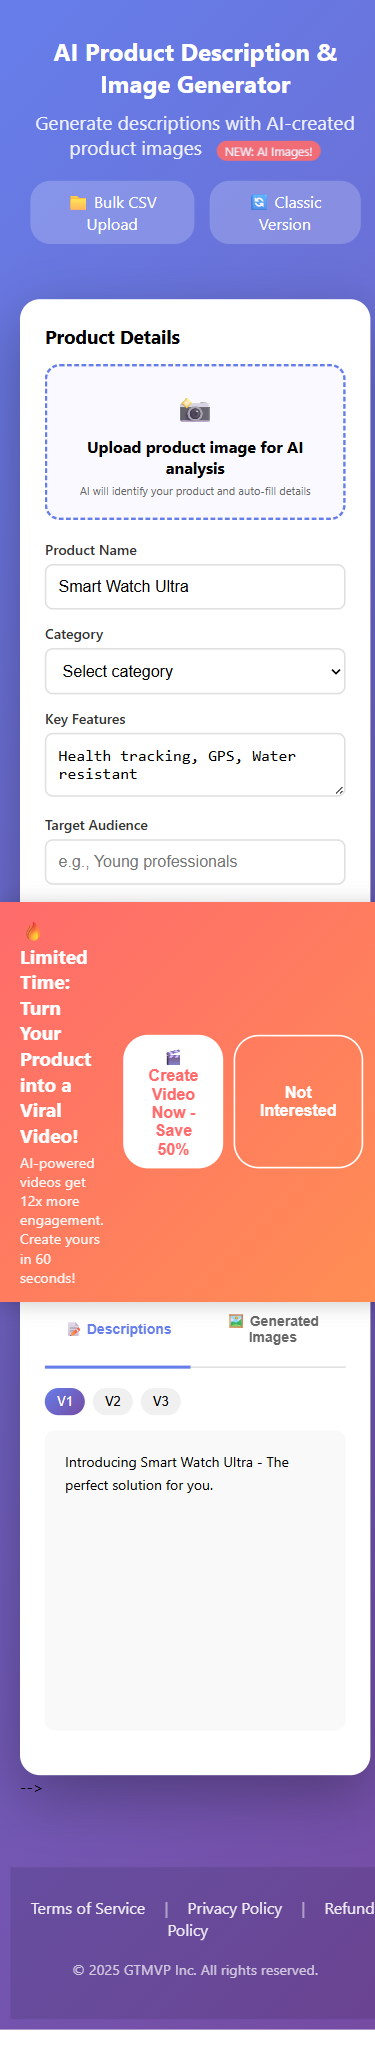 AI Product Description &
Image Generator
Generate descriptions with AI-created
product images NEW: AI Images!
📁 Bulk CSV
Upload
🔄 Classic
Version
Product Details
Upload product image for AI
analysis
AI will identify your product and auto-fill details
Product Name
Smart Watch Ultra
Category
Select category
Key Features
Health tracking, GPS, Water
resistant
Target Audience
e.g., Young professionals
🔥
Limited
Time:
Turn
Your
Product
into a
Viral
Video!
AI-powered
videos get
12x more
engagement.
Create yours
in 60
seconds!
🎬
Create
Video
Now -
Save
50%
Not
Interested
📝 Descriptions
🖼️ Generated
Images
V1 V2 V3
Introducing Smart Watch Ultra - The
perfect solution for you.
-->
Terms of Service | Privacy Policy | Refund
Policy
© 2025 GTMVP Inc. All rights reserved.